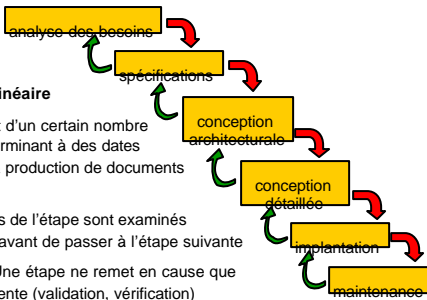 analyse des besoins
spécifications
inéaire
conception
architecturale
d'un certain nombre
erminant à des dates
production de documents
conception
détaillée
s de l'étape sont examinés
avant de passer à l'étape suivante
implantation
Une étape ne remet en cause que
ente (validation, vérification)
maintenance